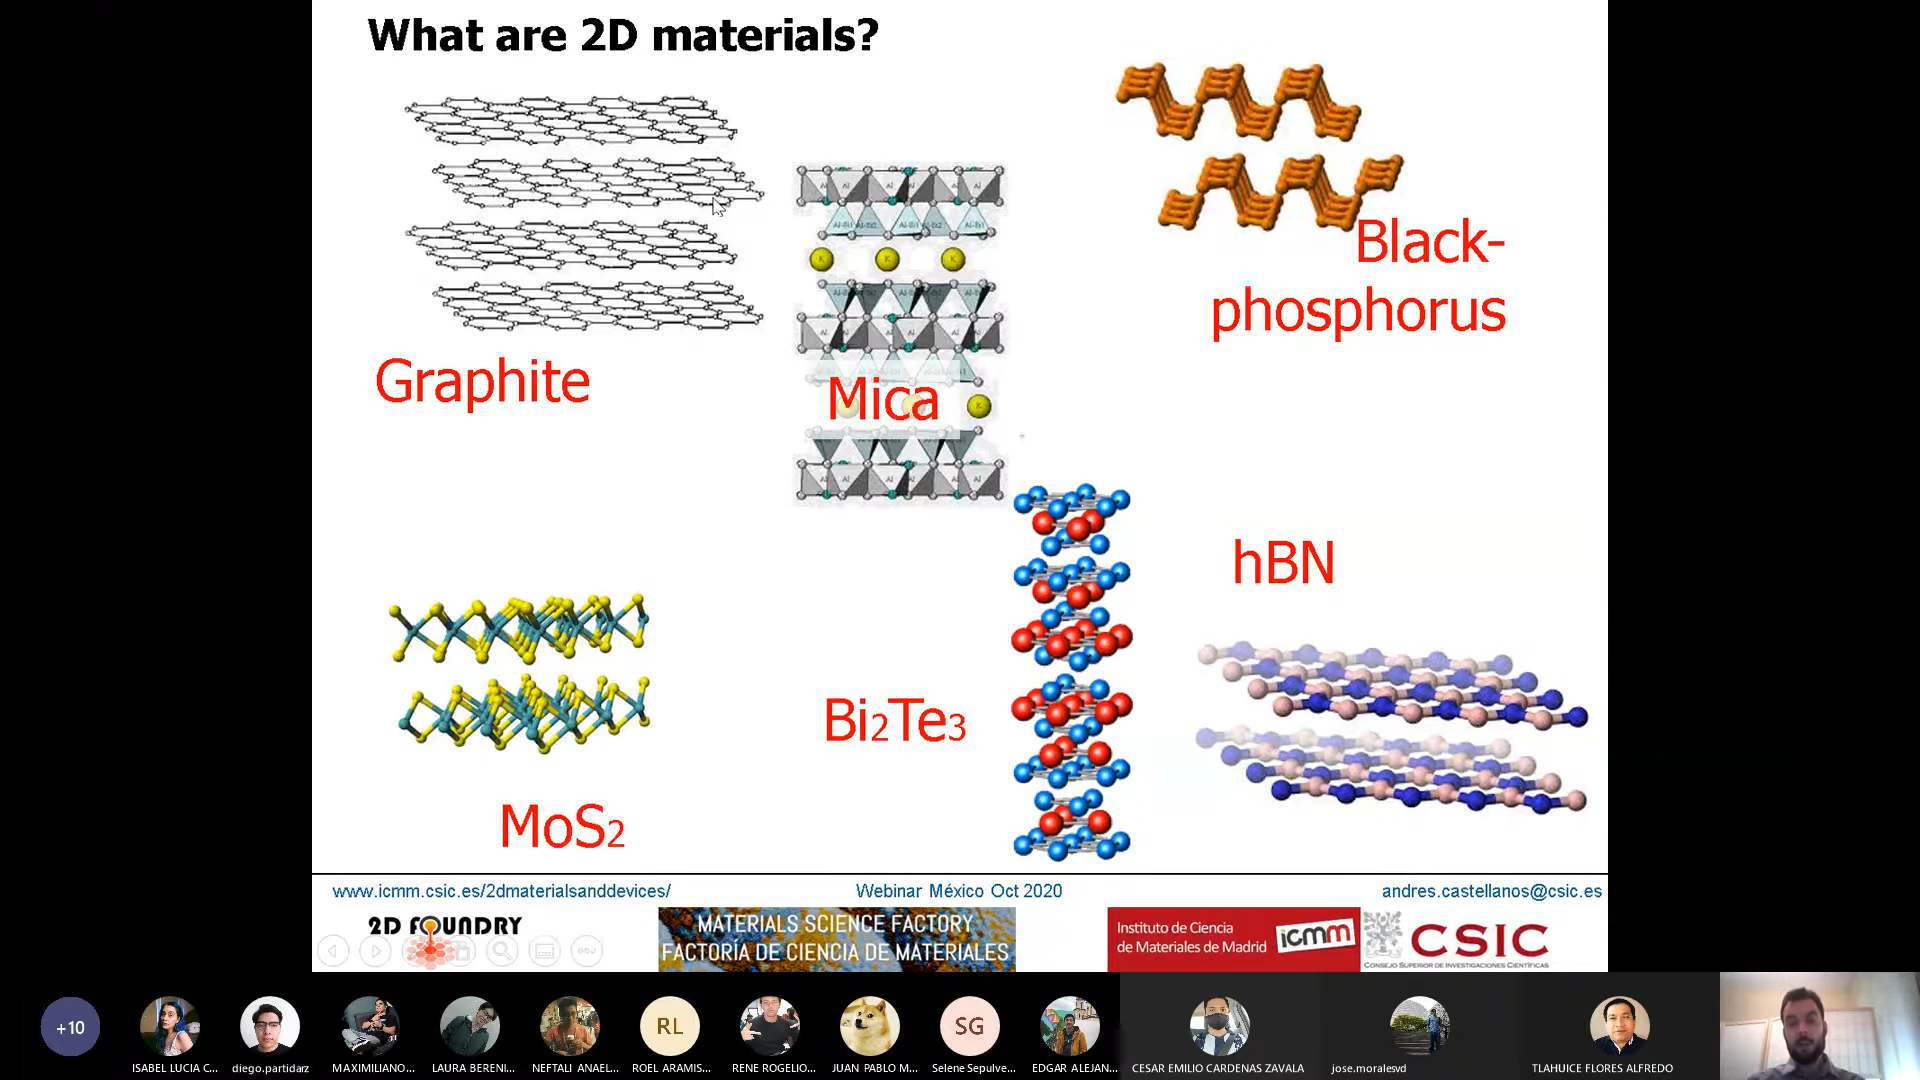 What are 2D materials?
Graphite
Mica
Black-
phosphorus
MoS2
Bi2Te3
hBN
www.icmm.csic.es/2dmaterialsanddevices/
Webinar México Oct 2020
andres.castellanos@csic.es
2D FOUNDRY
MATERIALS SCIENCE FACTORY
FACTORÍA DE CIENCIA DE MATERIALES
Instituto de Ciencia
de Materiales de Madrid
icmm
CSIC
CONSEJO SUPERIOR DE INVESTIGACIONES CIENTÍFICAS
+10
RL
SG
ISABEL LUCIA C...
diego.partidarz
MAXIMILIANO...
LAURA BERENI...
NEFTALI ANAEL...
ROEL ARAMIS...
RENE ROGELIO...
JUAN PABLO M...
Selene Sepulve...
EDGAR ALEJAN...
CESAR EMILIO CARDENAS ZAVALA
jose.moralesvd
TLAHUICE FLORES ALFREDO